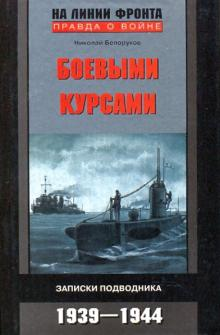 НА ЛИНИИ ФРОНТА
ПРАВДА О ВОЙНЕ
Николай Белоруков
БОЕВЫМИ
КУРСАМИ
ЗАПИСКИ ПОДВОДНИКА
1939—1944